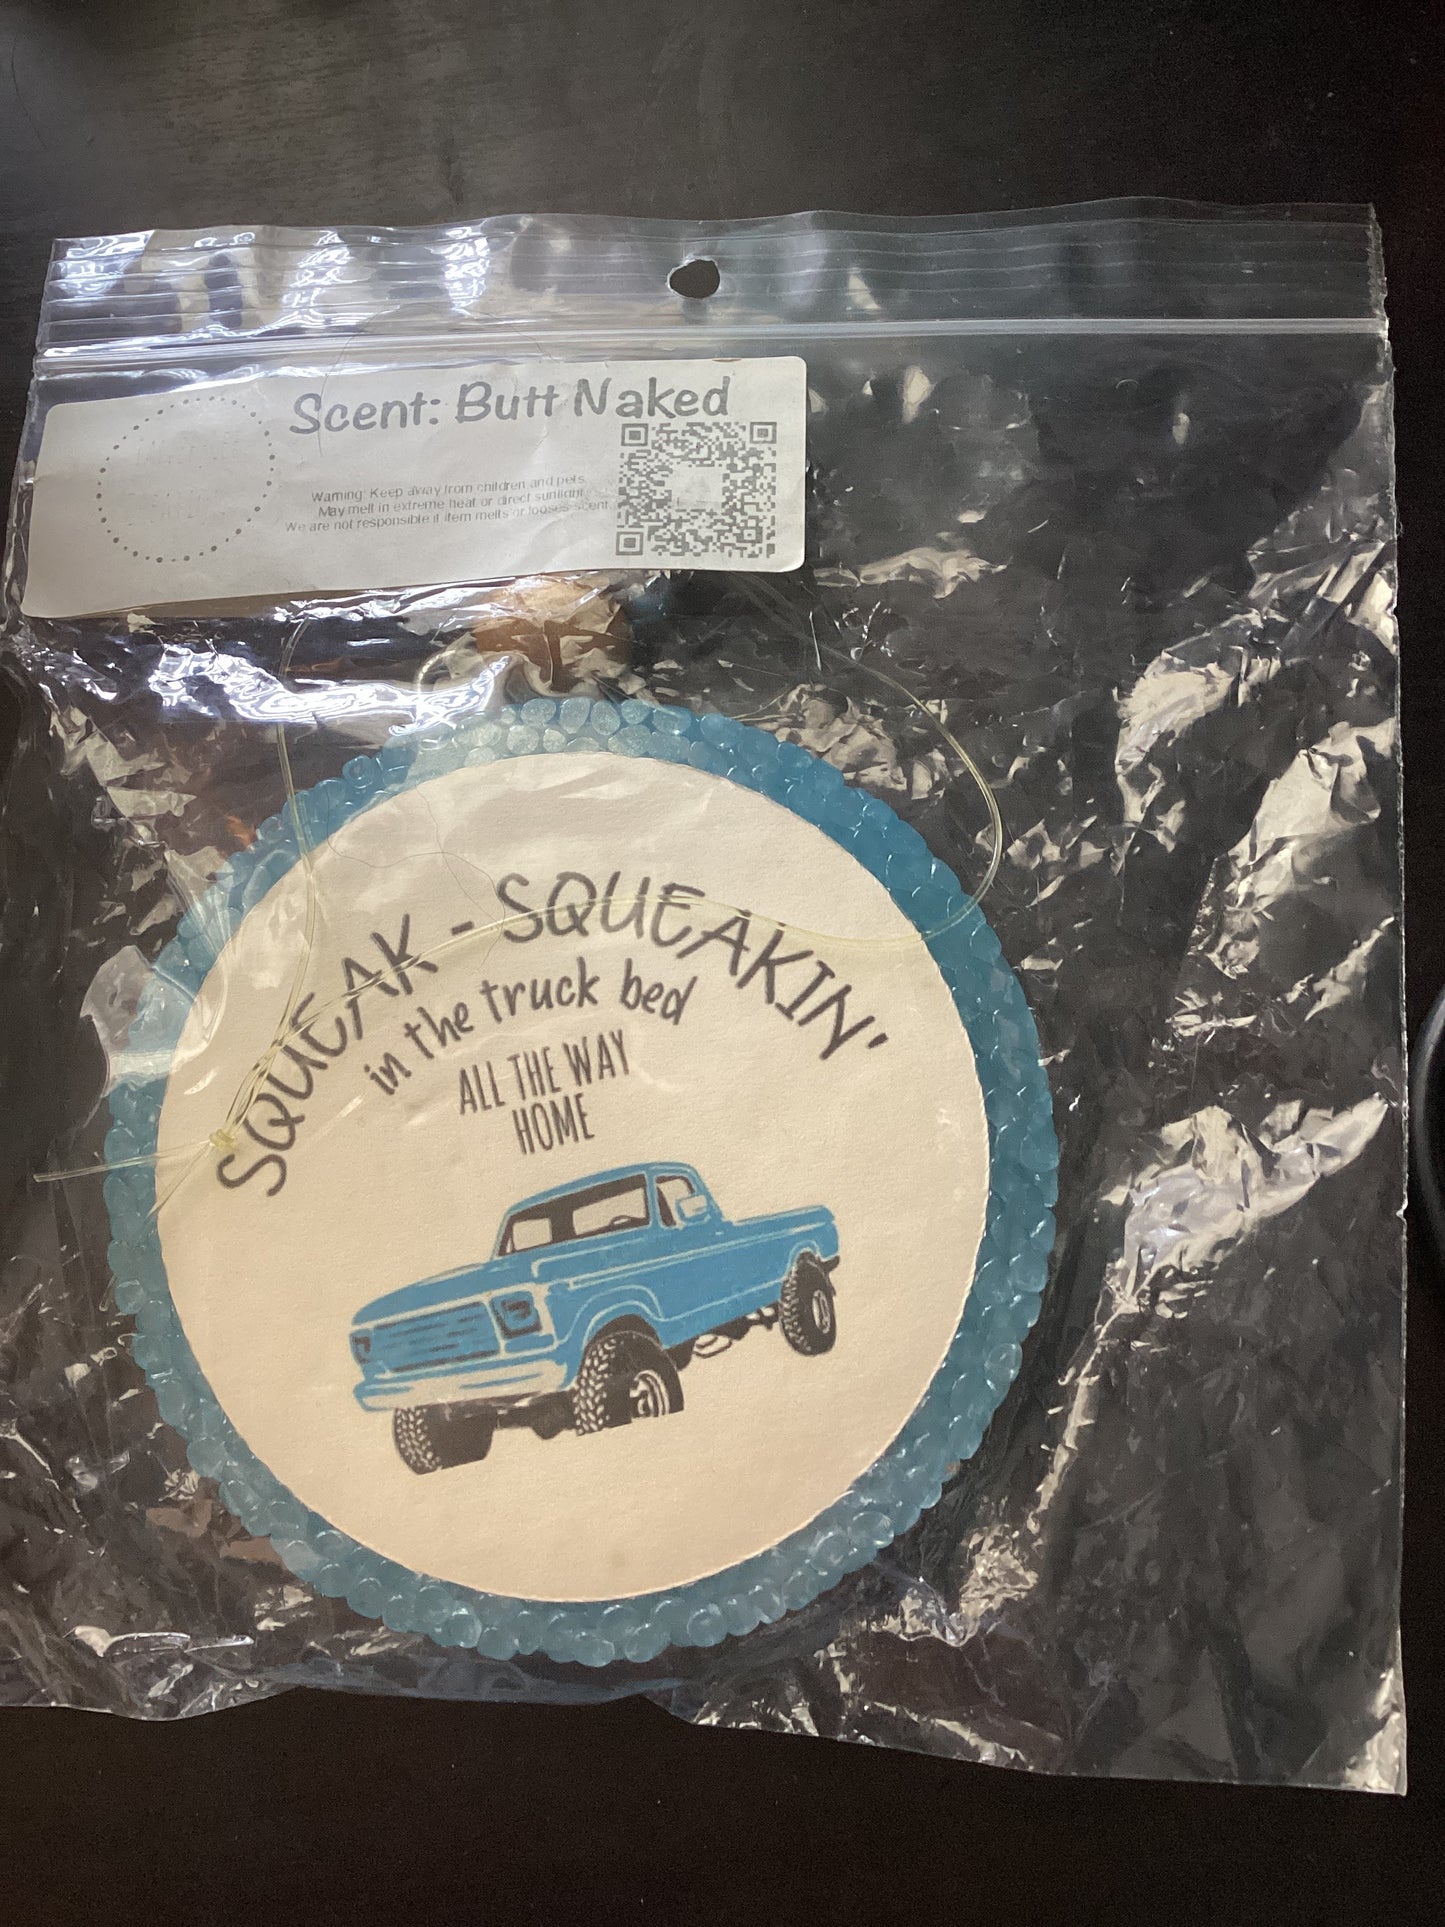 Scent: Butt Naked
Warning: Keep away from children and pets.
May melt in extreme heat or direct sunlight.
We are not responsible if item melts or looses scent.
SQUEAK - SQUEAKIN'
in the truck bed
ALL THE WAY
HOME